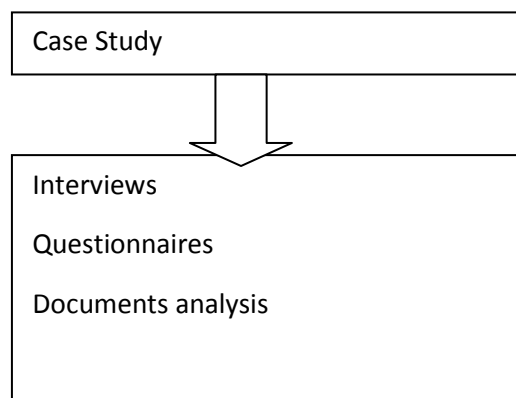 Case Study
Interviews
Questionnaires
Documents analysis